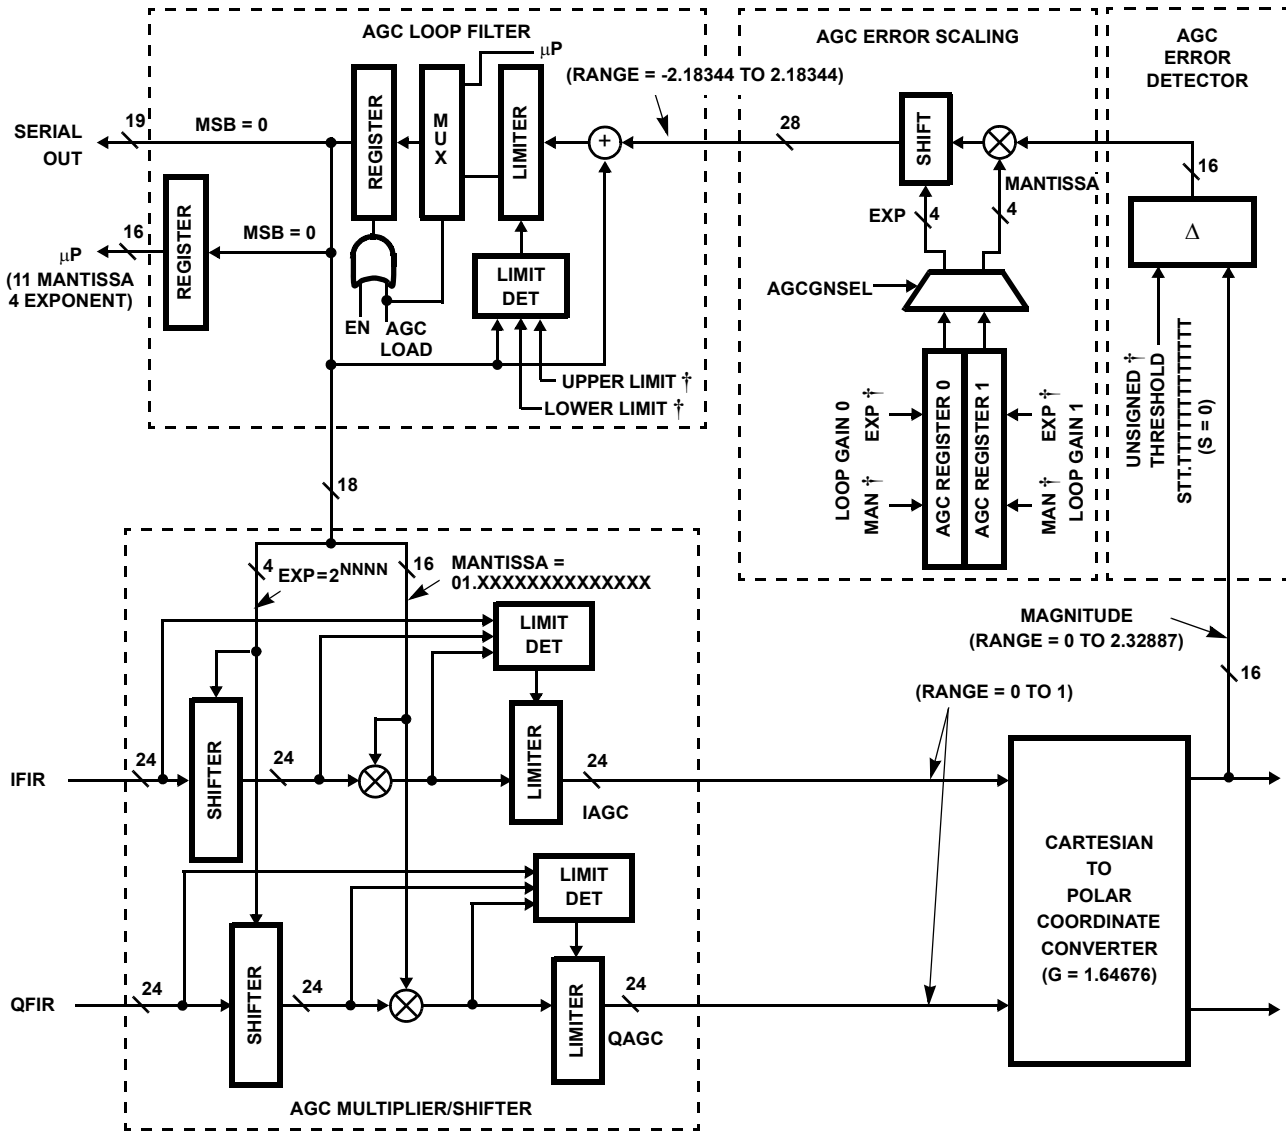 AGC LOOP FILTER
μP
REGISTER
MUX
LIMITER
SERIAL
OUT
19
MSB = 0
REGISTER
μP
16
MSB = 0
(11 MANTISSA
4 EXPONENT)
EN
AGC
LOAD
LIMIT
DET
UPPER LIMIT †
LOWER LIMIT †
+
(RANGE = -2.18344 TO 2.18344)
28
AGC ERROR SCALING
SHIFT
MANTISSA
EXP
4
4
AGCGNSEL
AGC REGISTER 0
AGC REGISTER 1
LOOP GAIN 0
EXP †
MAN †
EXP †
MAN †
LOOP GAIN 1
AGC
ERROR
DETECTOR
16
Δ
UNSIGNED †
THRESHOLD
STT.TTTTTTTTTTTTT
(S = 0)
18
4
EXP=2NNNN
16
MANTISSA =
01.XXXXXXXXXXXXXX
LIMIT
DET
MAGNITUDE
(RANGE = 0 TO 2.32887)
16
(RANGE = 0 TO 1)
IFIR
24
SHIFTER
24
LIMITER
24
IAGC
LIMIT
DET
QFIR
24
SHIFTER
24
LIMITER
24
QAGC
CARTESIAN
TO
POLAR
COORDINATE
CONVERTER
(G = 1.64676)
AGC MULTIPLIER/SHIFTER